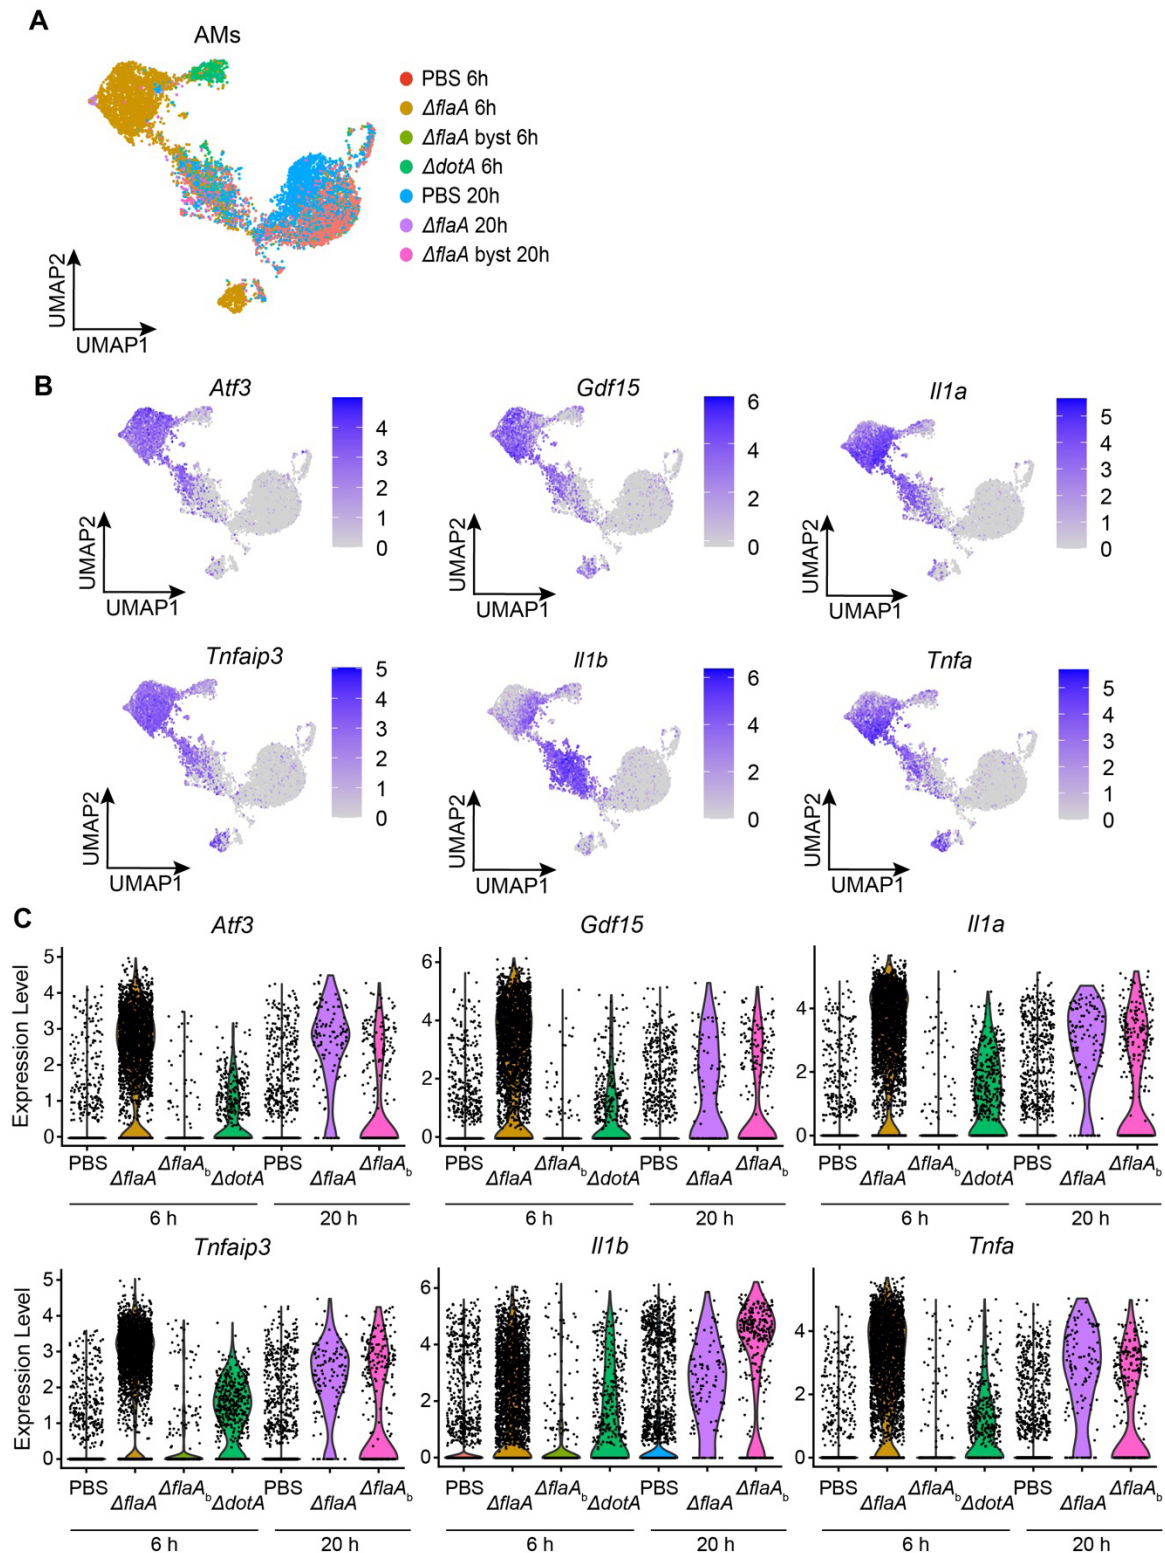 A
AMs
PBS 6h
ΔflaA 6h
ΔflaA byst 6h
ΔdotA 6h
PBS 20h
ΔflaA 20h
ΔflaA byst 20h
UMAP2
UMAP1
B
Atf3
4
3
2
1
0
UMAP2
UMAP1
Gdf15
6
4
2
0
UMAP2
UMAP1
Il1a
5
4
3
2
1
0
UMAP2
UMAP1
Tnfaip3
5
4
3
2
1
0
UMAP2
UMAP1
Il1b
6
4
2
0
UMAP2
UMAP1
Tnfa
5
4
3
2
1
0
UMAP2
UMAP1
C
Atf3
Expression Level
5
4
3
2
1
0
PBS ΔflaA ΔflaAb ΔdotA PBS ΔflaA ΔflaAb
6 h 20 h
Gdf15
6
4
2
0
PBS ΔflaA ΔflaAb ΔdotA PBS ΔflaA ΔflaAb
6 h 20 h
Il1a
4
2
0
PBS ΔflaA ΔflaAb ΔdotA PBS ΔflaA ΔflaAb
6 h 20 h
Tnfaip3
Expression Level
5
4
3
2
1
0
PBS ΔflaA ΔflaAb ΔdotA PBS ΔflaA ΔflaAb
6 h 20 h
Il1b
6
4
2
0
PBS ΔflaA ΔflaAb ΔdotA PBS ΔflaA ΔflaAb
6 h 20 h
Tnfa
4
2
0
PBS ΔflaA ΔflaAb ΔdotA PBS ΔflaA ΔflaAb
6 h 20 h